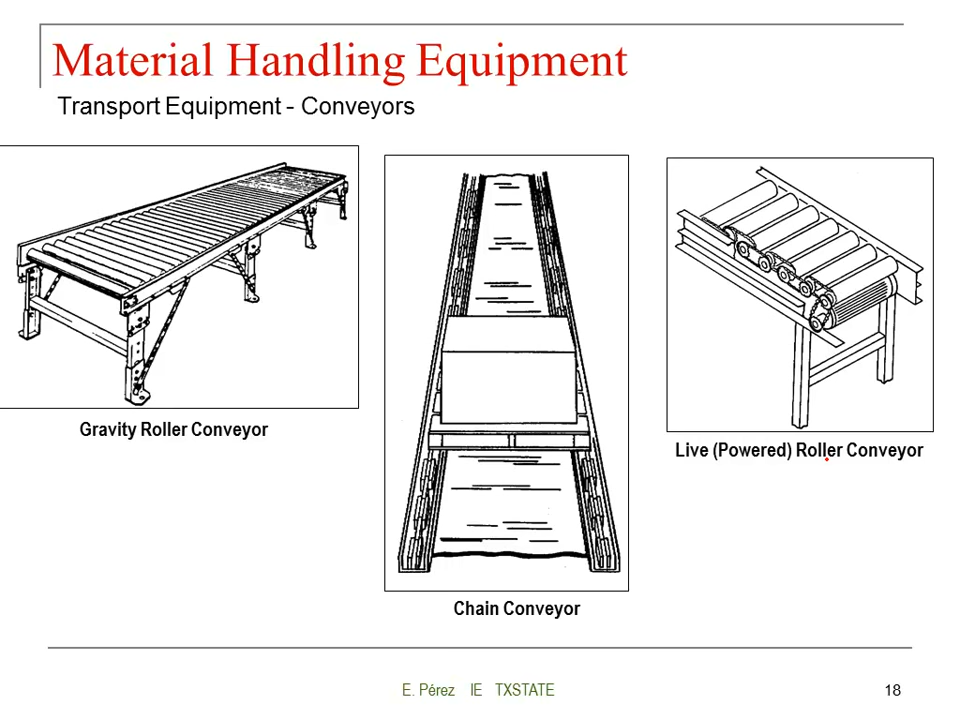 Material Handling Equipment
Transport Equipment - Conveyors
Gravity Roller Conveyor
Live (Powered) Roller Conveyor
Chain Conveyor
E. Pérez IE TXSTATE
18